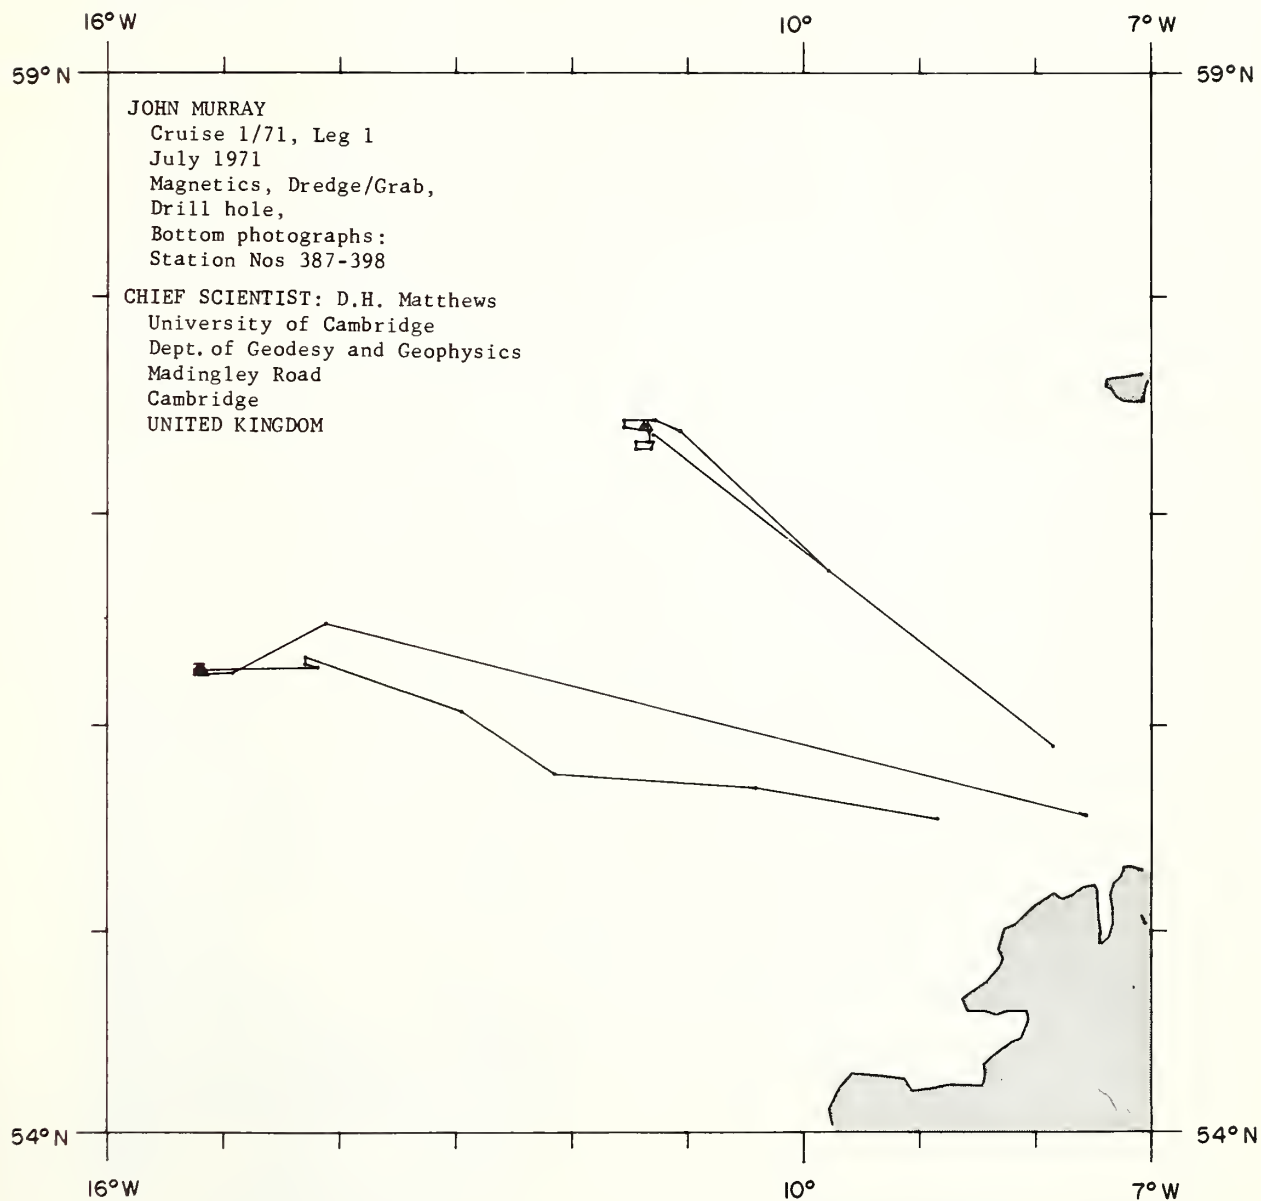 16° W 10° 7° W
59° N 59° N
JOHN MURRAY
Cruise 1/71, Leg 1
July 1971
Magnetics, Dredge/Grab,
Drill hole,
Bottom photographs:
Station Nos 387-398
CHIEF SCIENTIST: D.H. Matthews
University of Cambridge
Dept. of Geodesy and Geophysics
Madingley Road
Cambridge
UNITED KINGDOM
54° N 54° N
16° W 10° 7° W